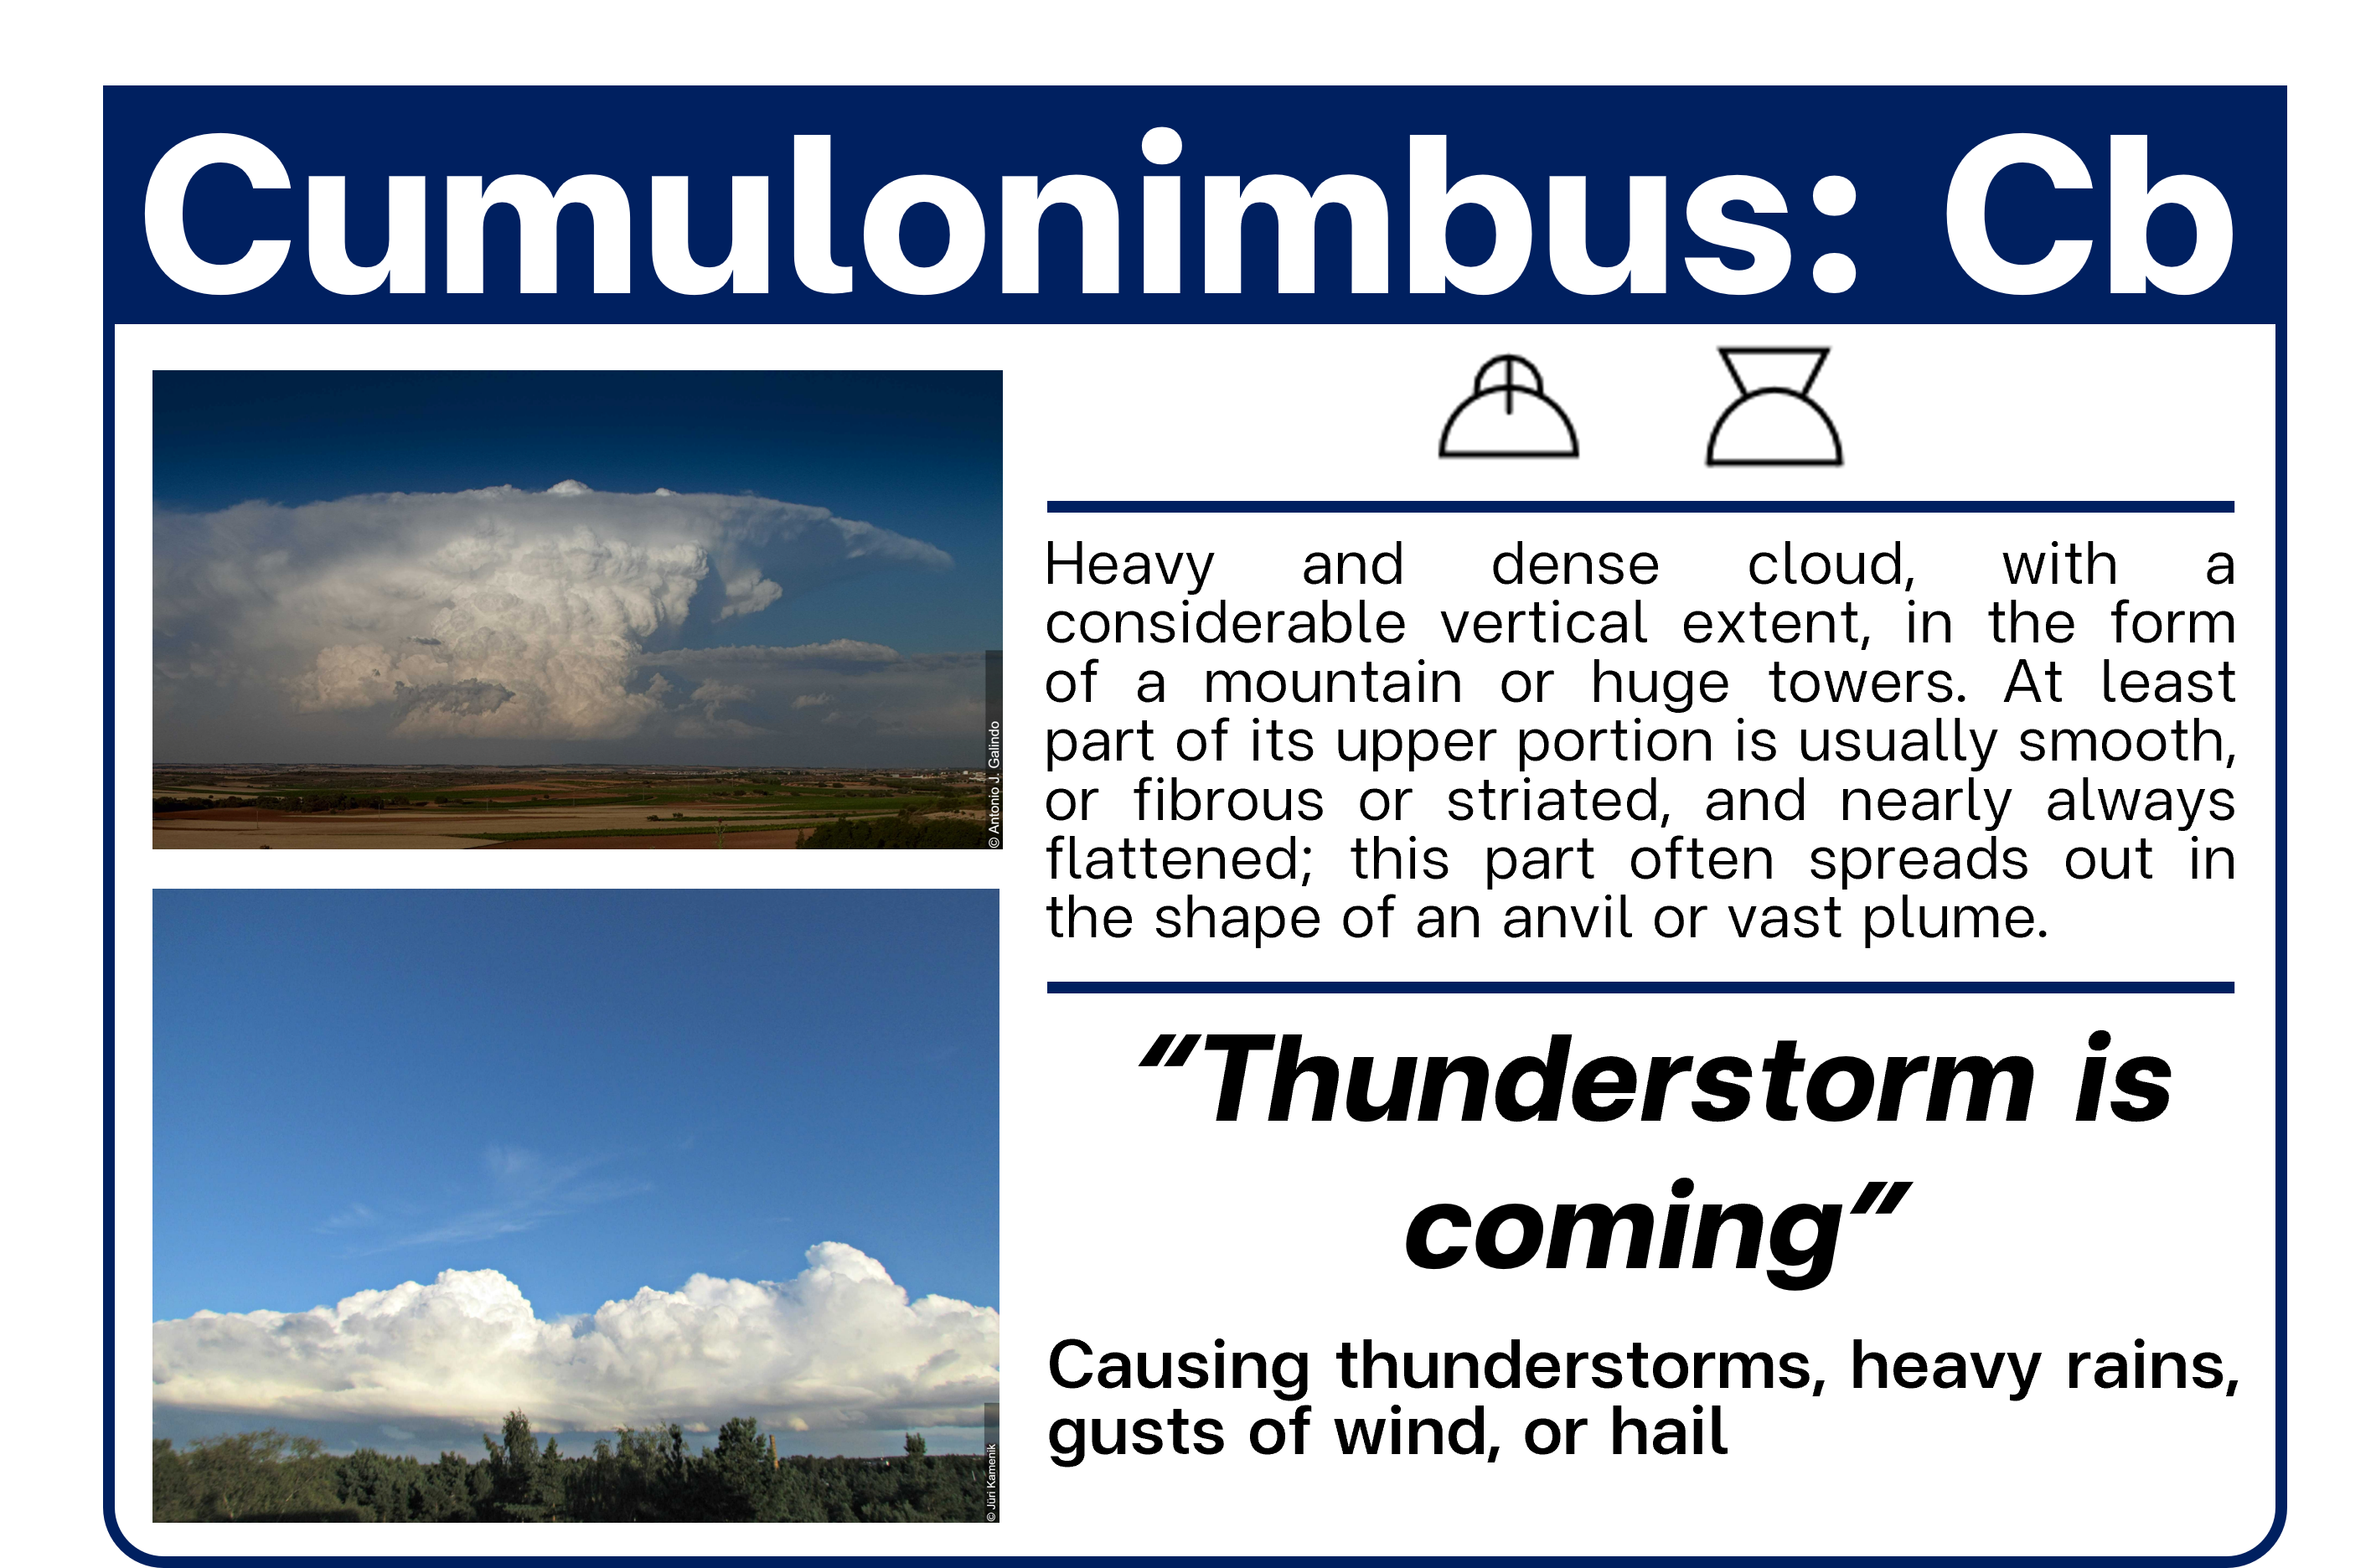 Cumulonimbus: Cb
© Antonio J. Galindo
© Jüri Kamenik
Heavy and dense cloud, with a
considerable vertical extent, in the form
of a mountain or huge towers. At least
part of its upper portion is usually smooth,
or fibrous or striated, and nearly always
flattened; this part often spreads out in
the shape of an anvil or vast plume.
"Thunderstorm is
coming"
Causing thunderstorms, heavy rains,
gusts of wind, or hail